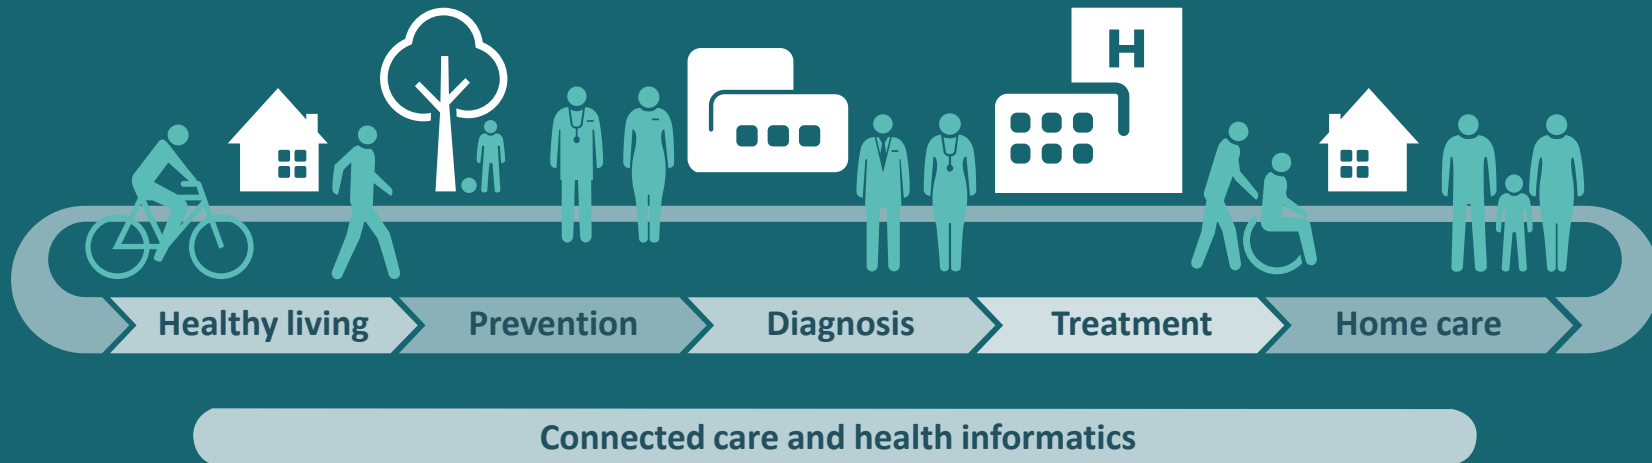 H
Healthy living
Prevention
Diagnosis
Treatment
Home care
Connected care and health informatics